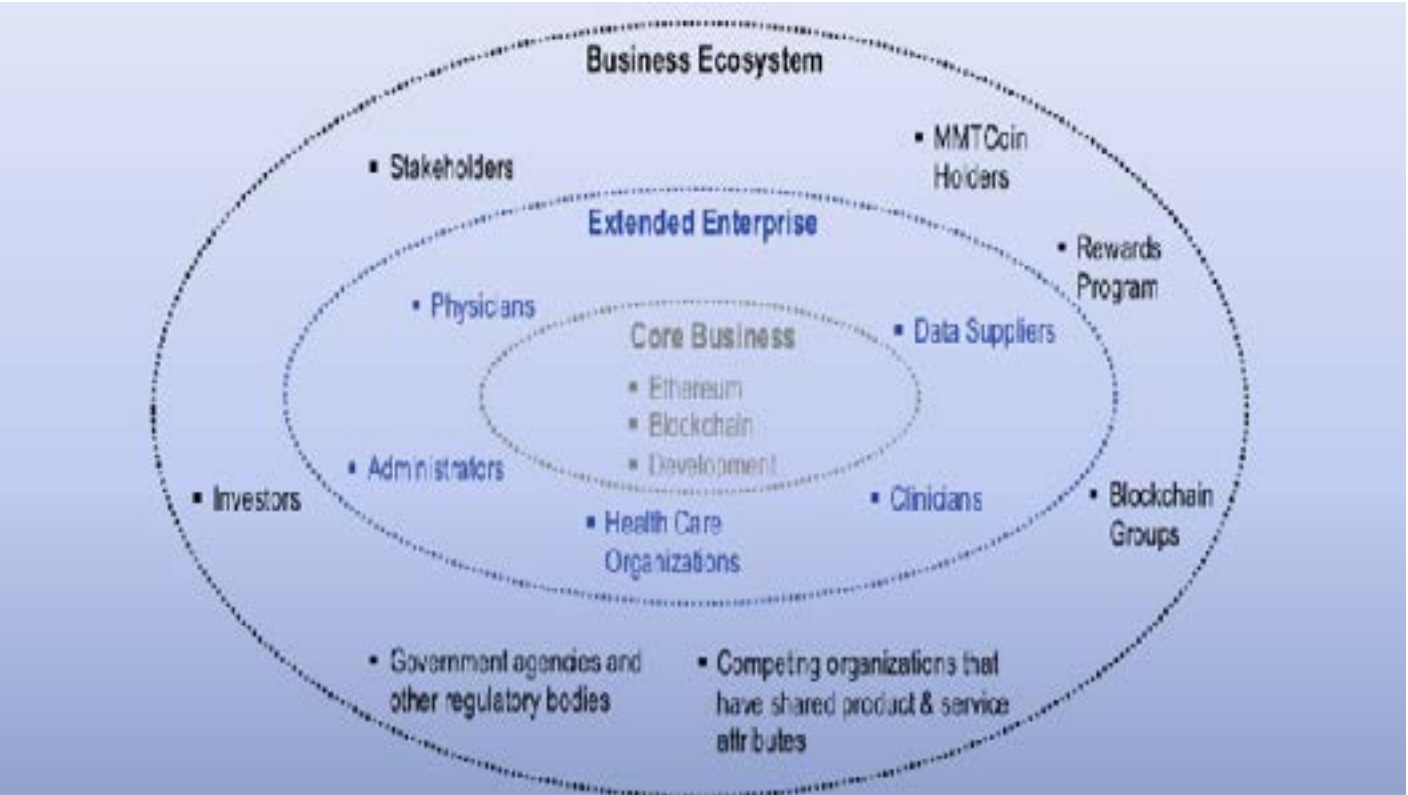 Business Ecosystem
▪ Stakeholders
▪ MMTCoin
Holders
Extended Enterprise
▪ Rewards
Program
▪ Physicians
▪ Data Suppliers
Core Business
▪ Ethereum
▪ Blockchain
▪ Development
▪ Administrators
▪ Investors
▪ Clinicians
▪ Blockchain
Groups
▪ Health Care
Organizations
▪ Government agencies and
other regulatory bodies
▪ Competing organizations that
have shared product & service
attributes